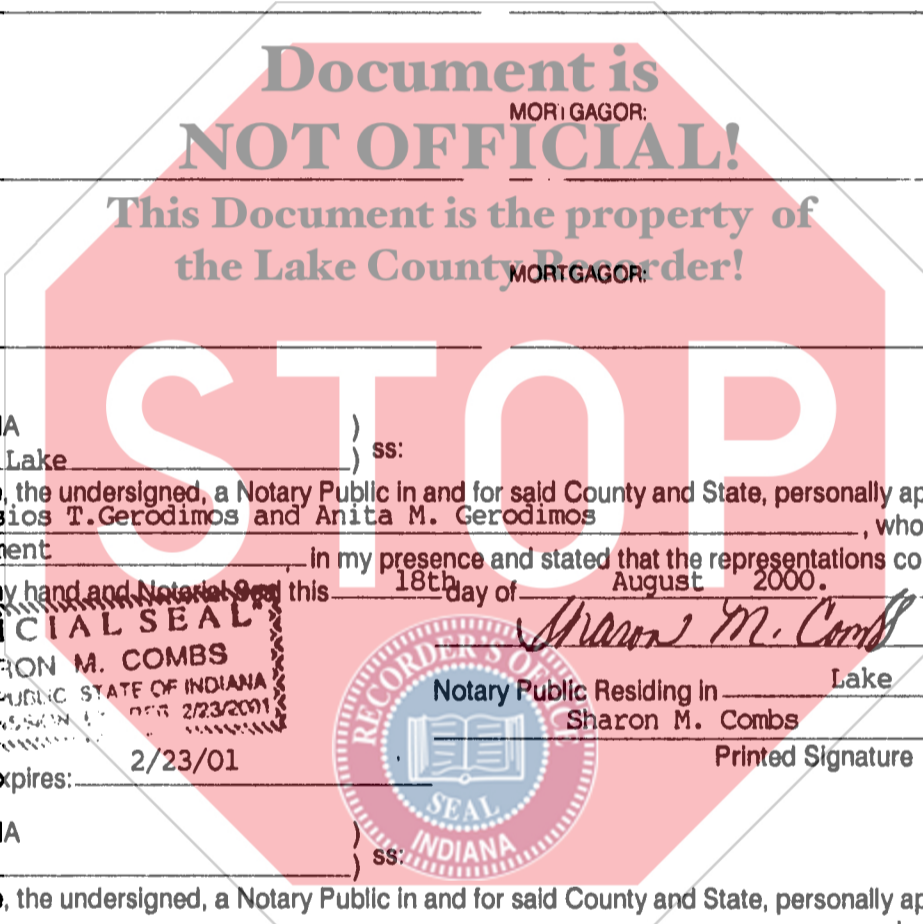 Document is
MORTGAGOR:
NOT OFFICIAL!
This Document is the property of
the Lake County Recorder!
MORTGAGOR:
STOP
A )
Lake ) ss:
, the undersigned, a Notary Public in and for said County and State, personally ap
ios T.Gerodimos and Anita M. Gerodimos , who
ent , in my presence and stated that the representations co
y hand and Notarial Seal this 18th day of August 2000.
CIAL SEAL"
RON M. COMBS
PUBLIC STATE OF INDIANA
2/23/2001
Sharon M. Combs
Notary Public Residing in Lake
Sharon M. Combs
Printed Signature
xpires: 2/23/01
RECORDER'S OFFICE
SEAL
INDIANA
A )
) ss:
, the undersigned, a Notary Public in and for said County and State, personally ap